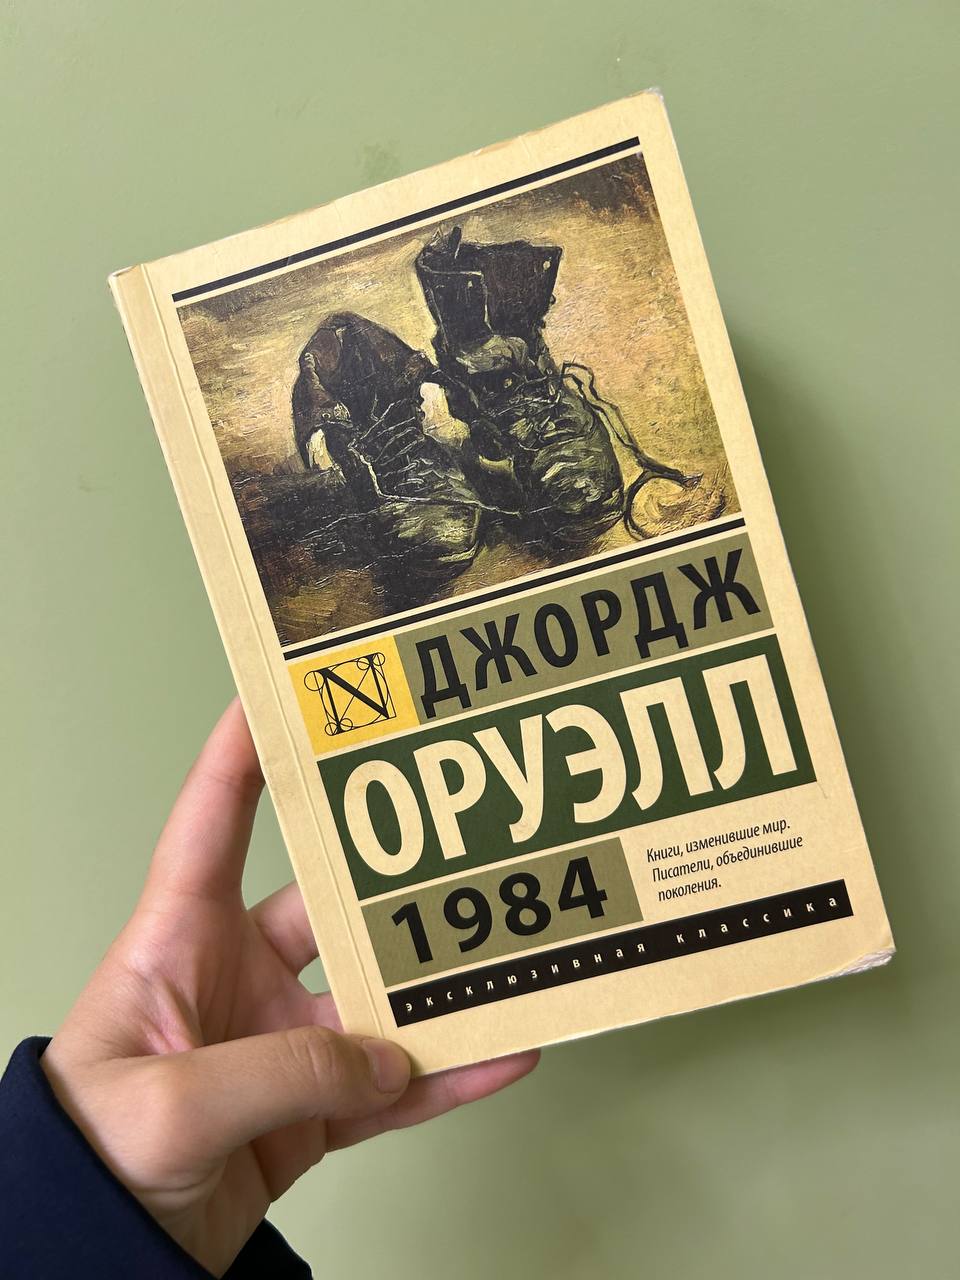 N
ДЖОРДЖ
ОРУЭЛЛ
1984
Книги, изменившие мир.
Писатели, объединившие
поколения.
эксклюзивная классика